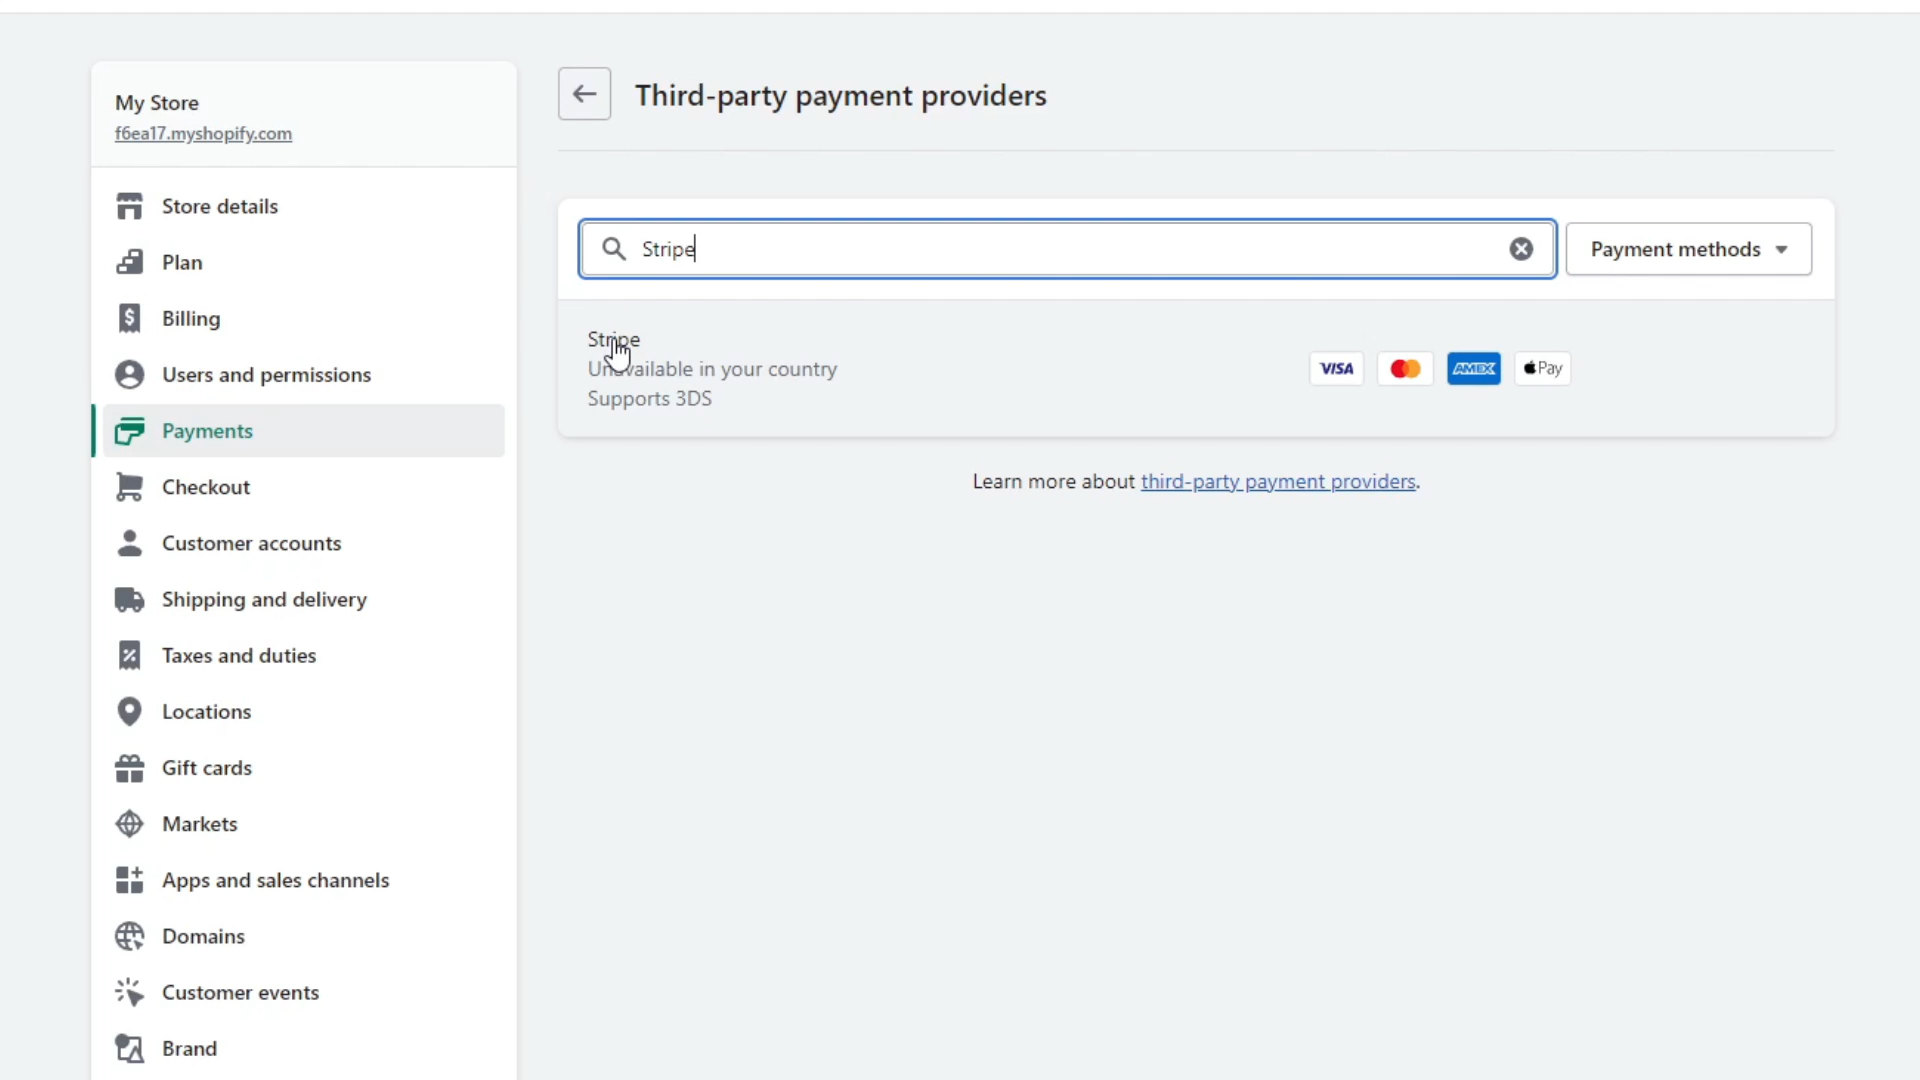 My Store
f6ea17.myshopify.com
Store details
Plan
Billing
Users and permissions
Payments
Checkout
Customer accounts
Shipping and delivery
Taxes and duties
Locations
Gift cards
Markets
Apps and sales channels
Domains
Customer events
Brand
Third-party payment providers
Stripe
Payment methods
Stripe
Unavailable in your country
Supports 3DS
VISA
AMEX
Pay
Learn more about third-party payment providers.